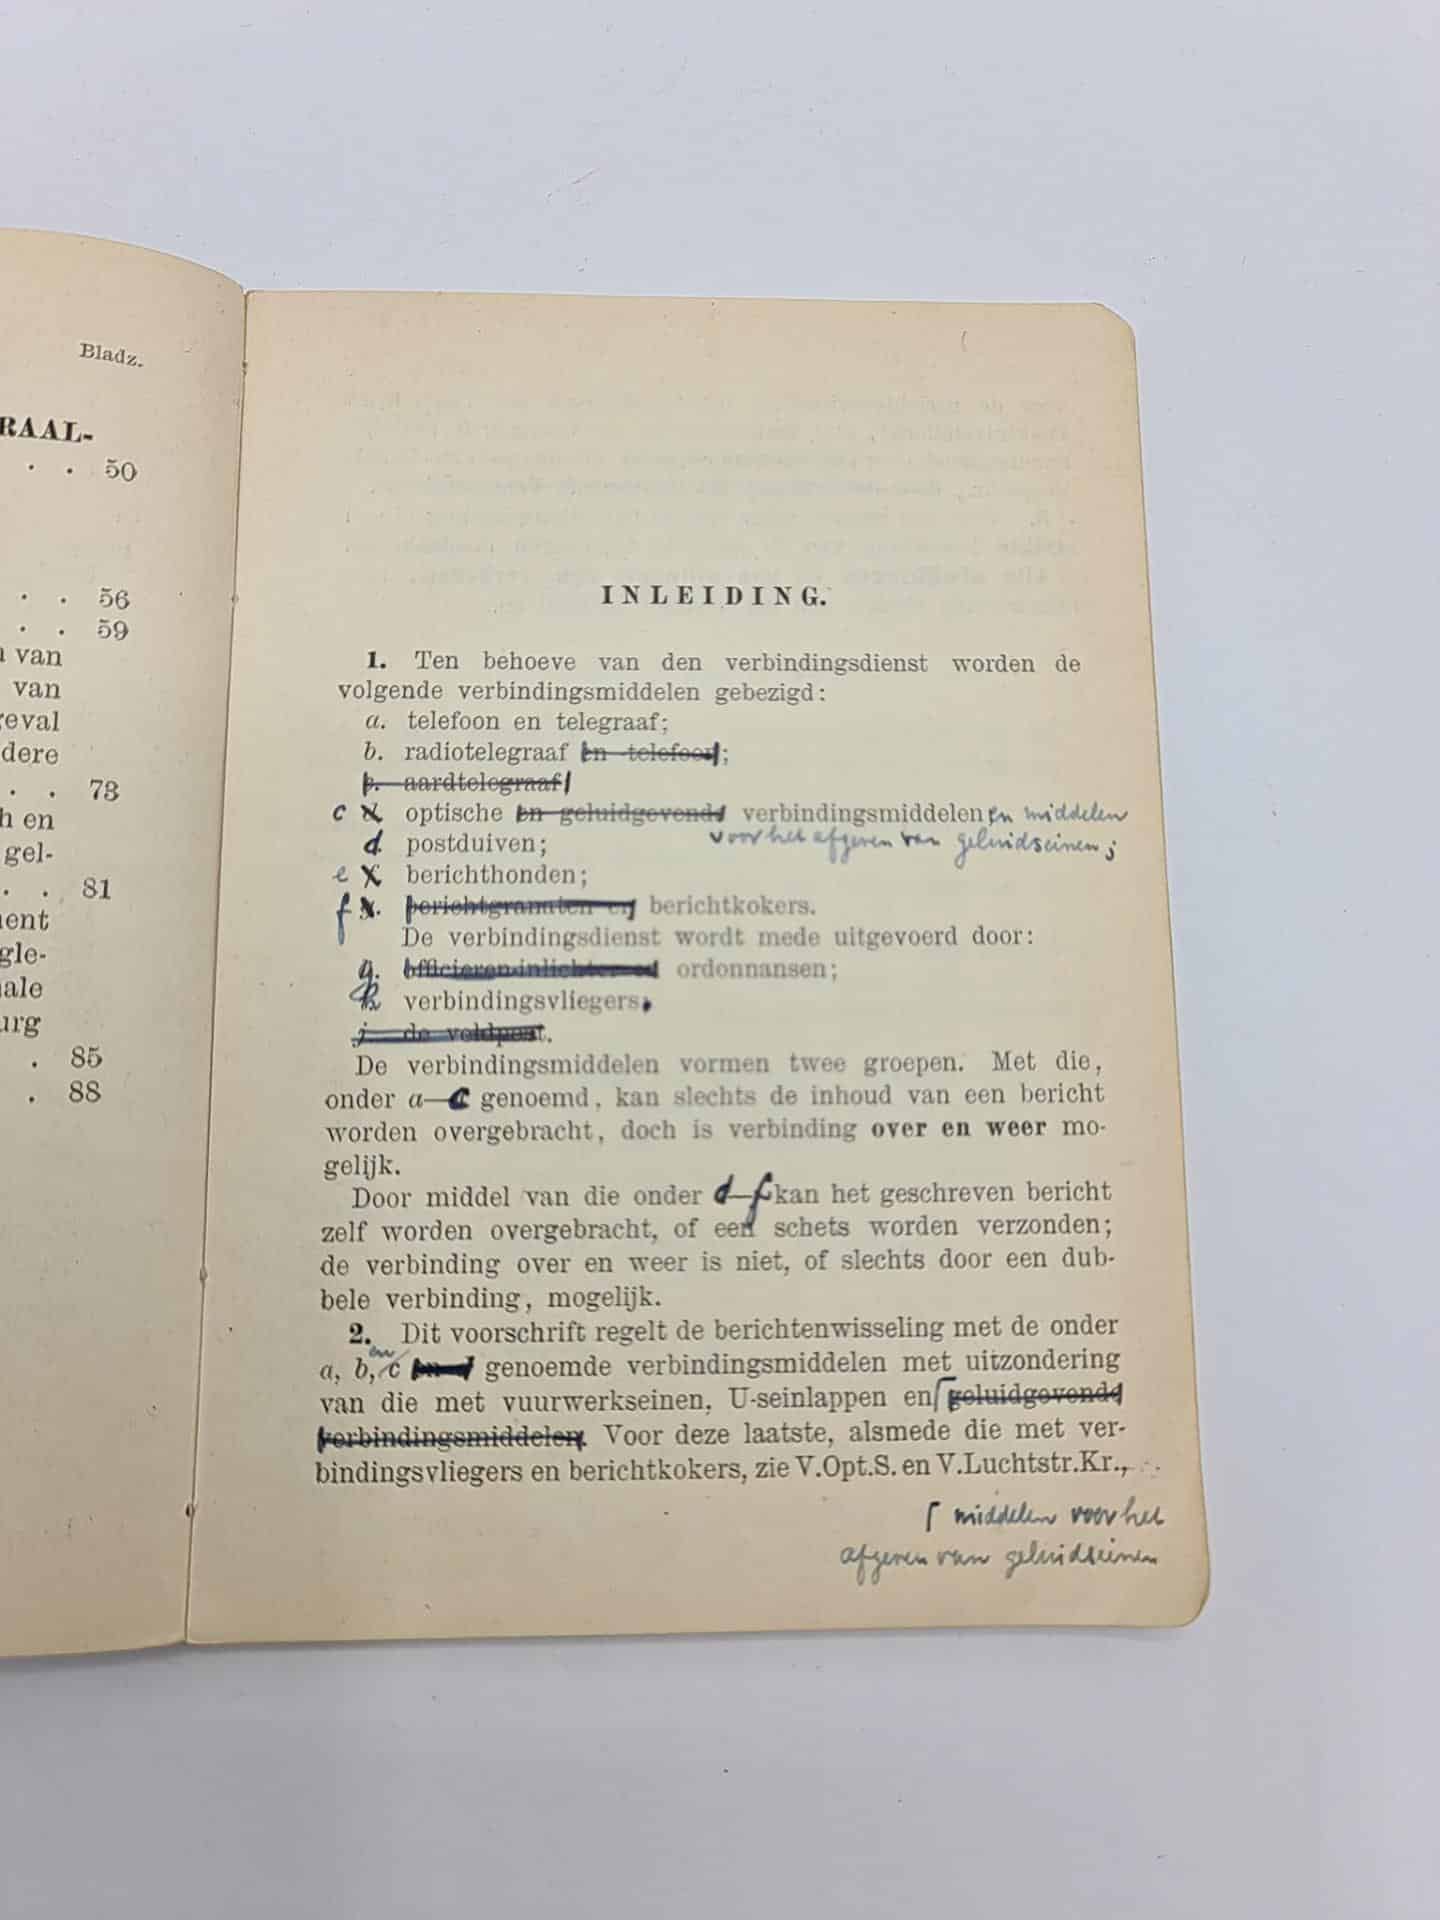 Bladz.
RAAL-
. . 50
. . 56
. . 59
van
van
geval
dere
. . 73
h en
gel-
. . 81
ment
gle-
ale
urg
. 85
. 88
INLEIDING.
1. Ten behoeve van den verbindingsdienst worden de
volgende verbindingsmiddelen gebezigd:
a. telefoon en telegraaf;
b. radiotelegraaf en telefoon;
aardtelegraaf
c optische en geluidgevende verbindingsmiddelen en middelen
voor het afgeven van geluidseinen;
d. postduiven;
e berichthonden;
f berichtgranaten en berichtkokers.
De verbindingsdienst wordt mede uitgevoerd door:
g. officieren-inlichter en ordonnansen;
h verbindingsvliegers.
j. de veldpost.
De verbindingsmiddelen vormen twee groepen. Met die,
onder a—c genoemd, kan slechts de inhoud van een bericht
worden overgebracht, doch is verbinding over en weer mo-
gelijk.
Door middel van die onder d—f kan het geschreven bericht
zelf worden overgebracht, of een schets worden verzonden;
de verbinding over en weer is niet, of slechts door een dub-
bele verbinding, mogelijk.
2. Dit voorschrift regelt de berichtenwisseling met de onder
a, b, en c genoemde verbindingsmiddelen met uitzondering
van die met vuurwerkseinen, U-seinlappen en geluidgevende
verbindingsmiddelen. Voor deze laatste, alsmede die met ver-
bindingsvliegers en berichtkokers, zie V.Opt.S. en V.Luchtstr.Kr.,
middelen voor het
afgeven van geluidseinen